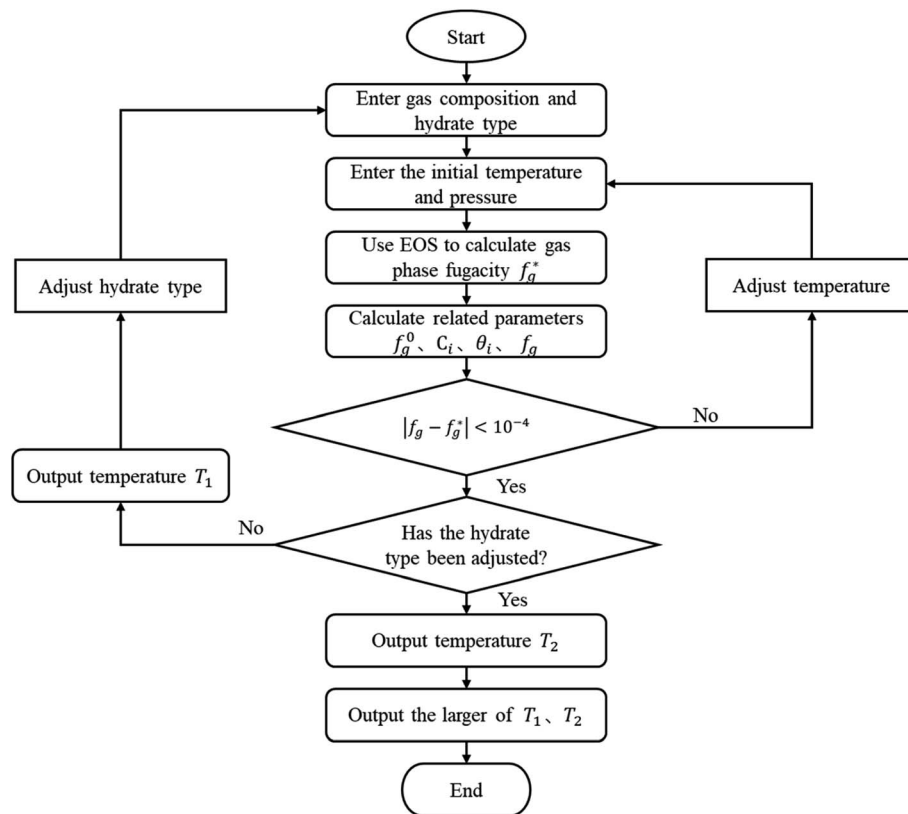 Start
Enter gas composition and
hydrate type
Enter the initial temperature
and pressure
Use EOS to calculate gas
phase fugacity f_g^*
Adjust hydrate type
Adjust temperature
Calculate related parameters
f_g^0、C_i、θ_i、 f_g
|f_g − f_g^*| < 10^{−4}
No
Output temperature T_1
Yes
No
Has the hydrate
type been adjusted?
Yes
Output temperature T_2
Output the larger of T_1、T_2
End